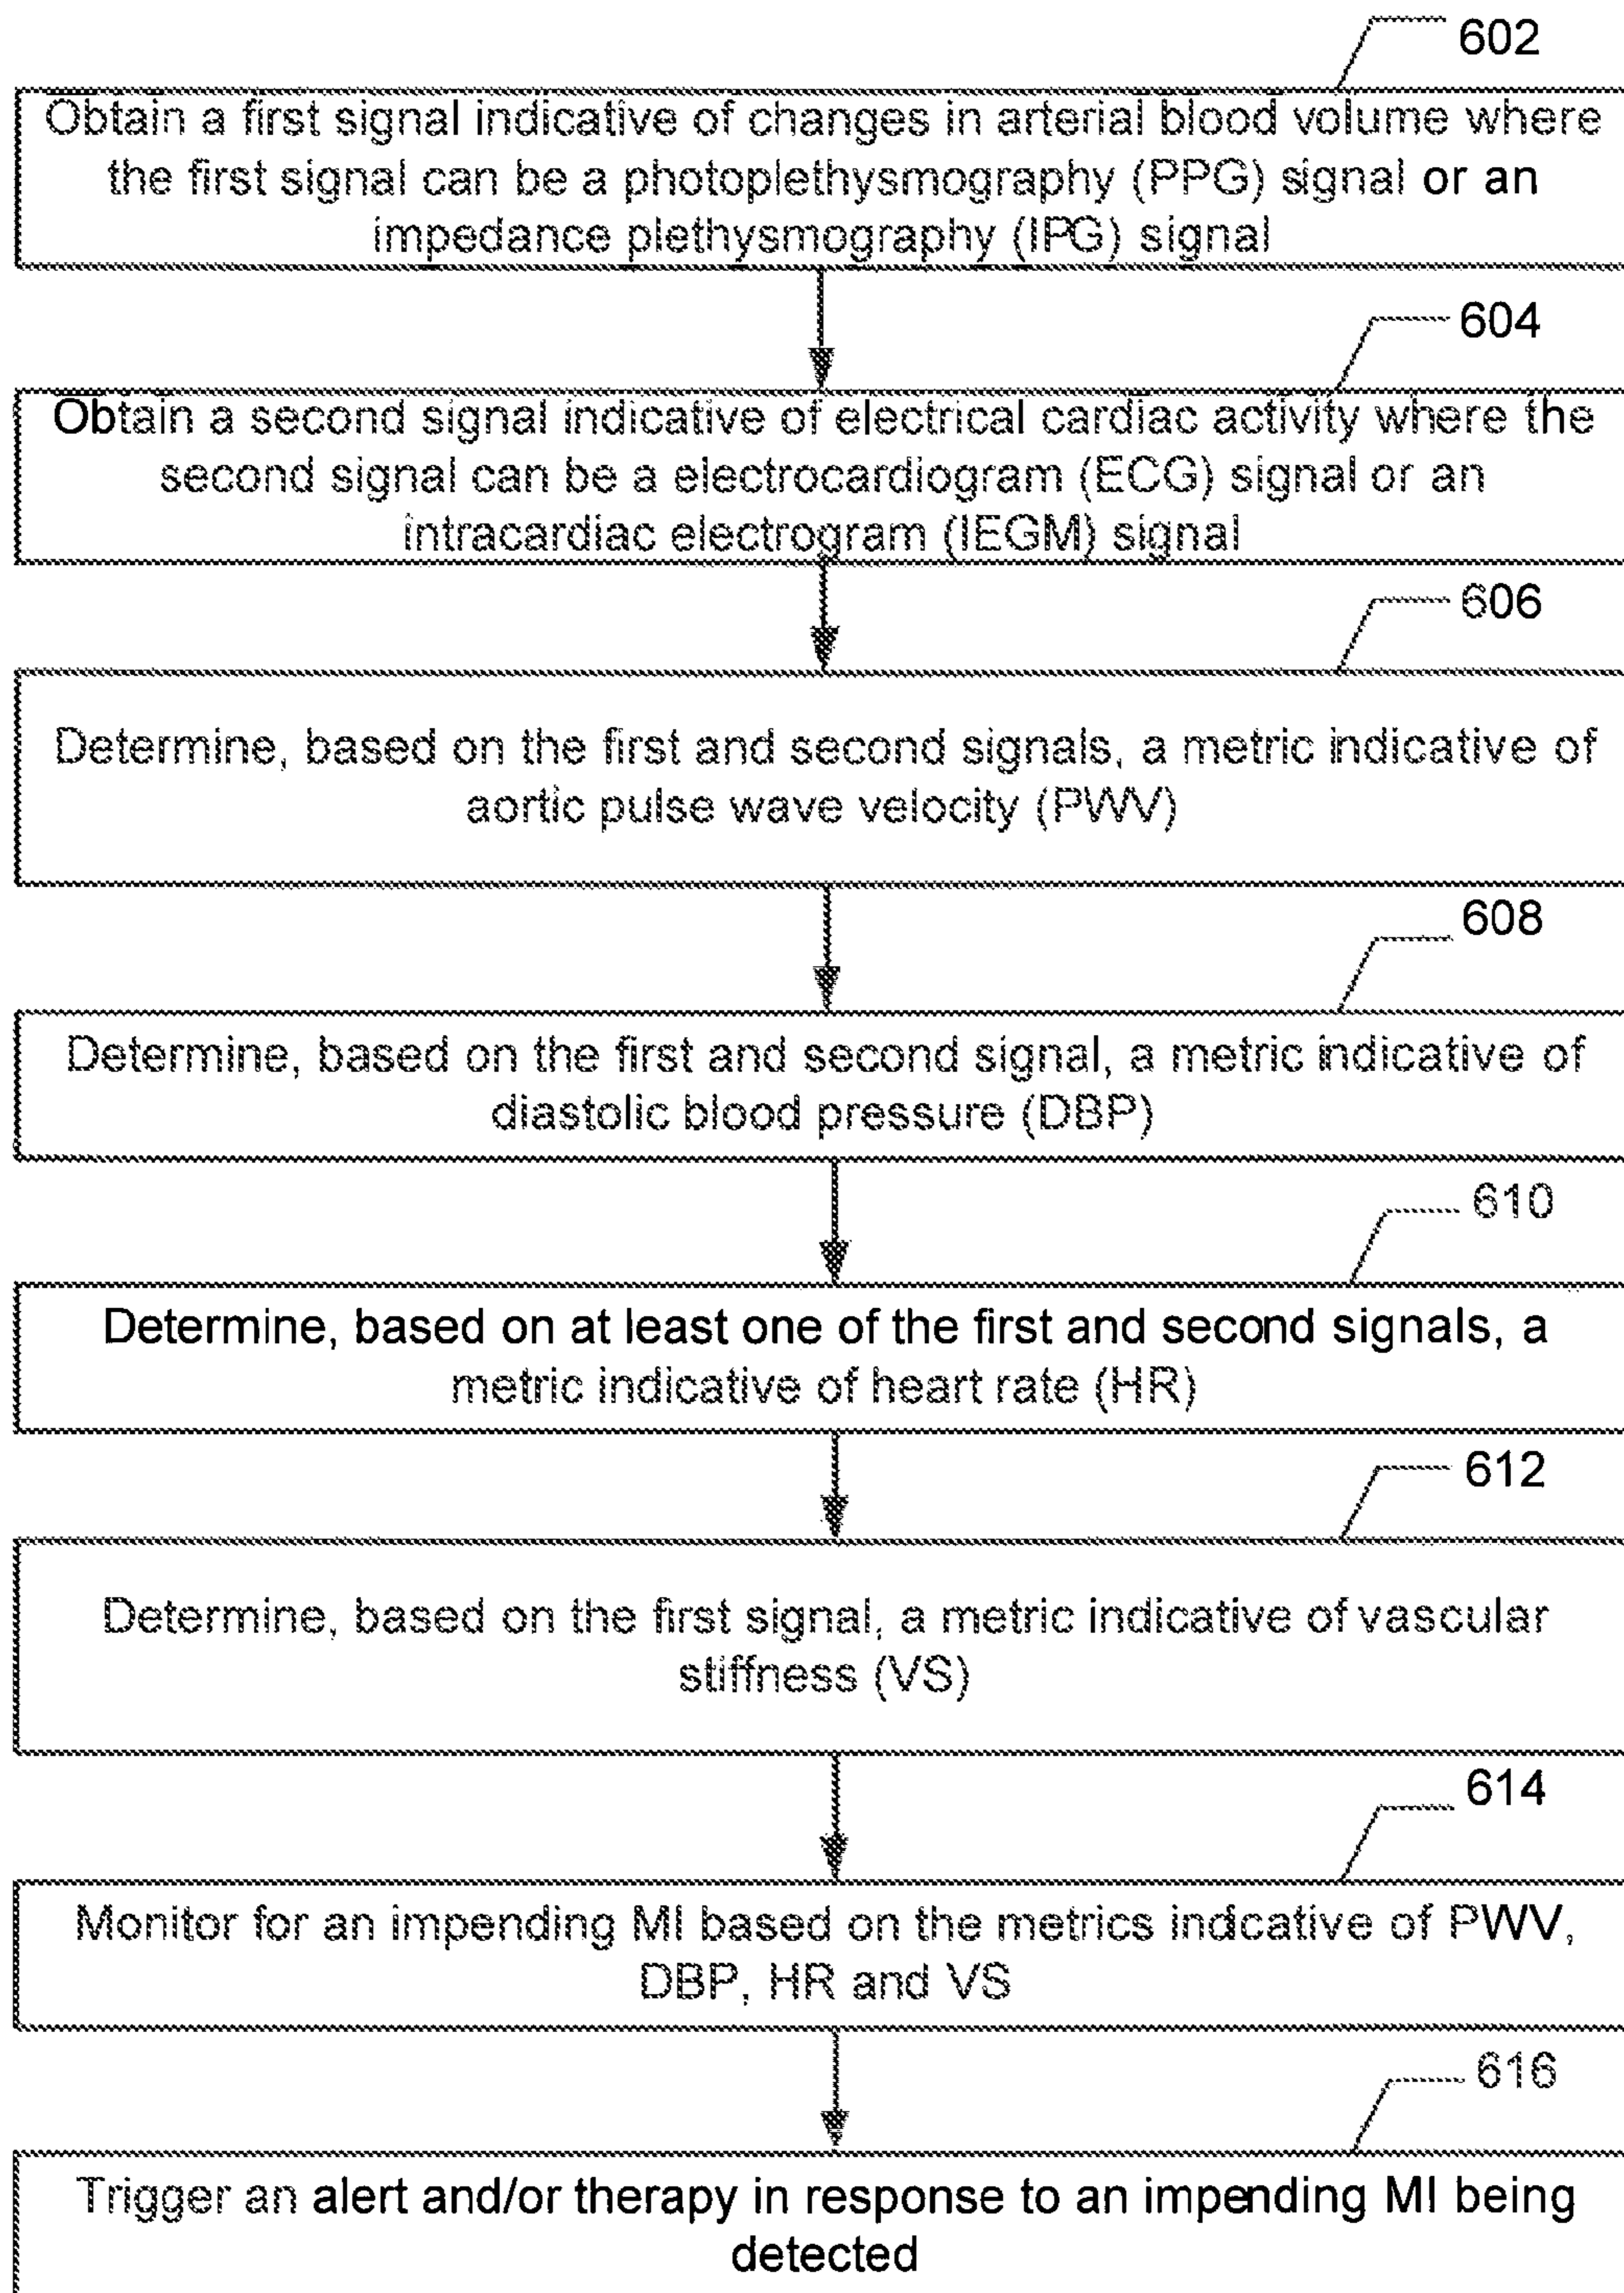 602
Obtain a first signal indicative of changes in arterial blood volume where
the first signal can be a photoplethysmography (PPG) signal or an
impedance plethysmography (IPG) signal
604
Obtain a second signal indicative of electrical cardiac activity where the
second signal can be a electrocardiogram (ECG) signal or an
intracardiac electrogram (IEGM) signal
606
Determine, based on the first and second signals, a metric indicative of
aortic pulse wave velocity (PWV)
608
Determine, based on the first and second signal, a metric indicative of
diastolic blood pressure (DBP)
610
Determine, based on at least one of the first and second signals, a
metric indicative of heart rate (HR)
612
Determine, based on the first signal, a metric indicative of vascular
stiffness (VS)
614
Monitor for an impending MI based on the metrics indicative of PWV,
DBP, HR and VS
616
Trigger an alert and/or therapy in response to an impending MI being
detected